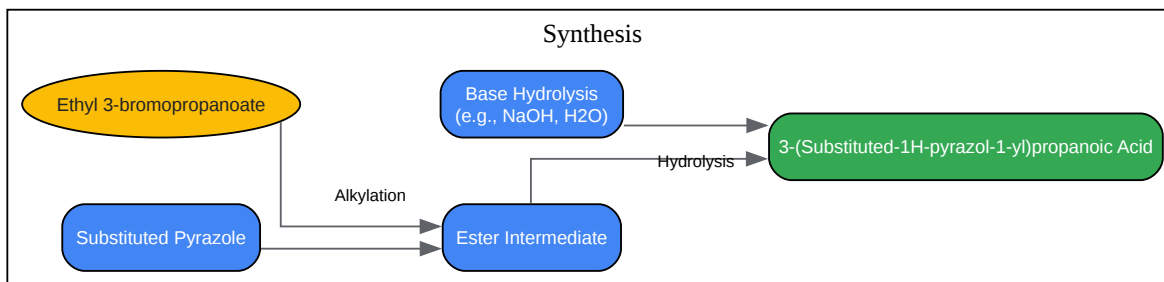 Synthesis
Ethyl 3-bromopropanoate
Base Hydrolysis
(e.g., NaOH, H2O)
3-(Substituted-1H-pyrazol-1-yl)propanoic Acid
Hydrolysis
Alkylation
Substituted Pyrazole
Ester Intermediate